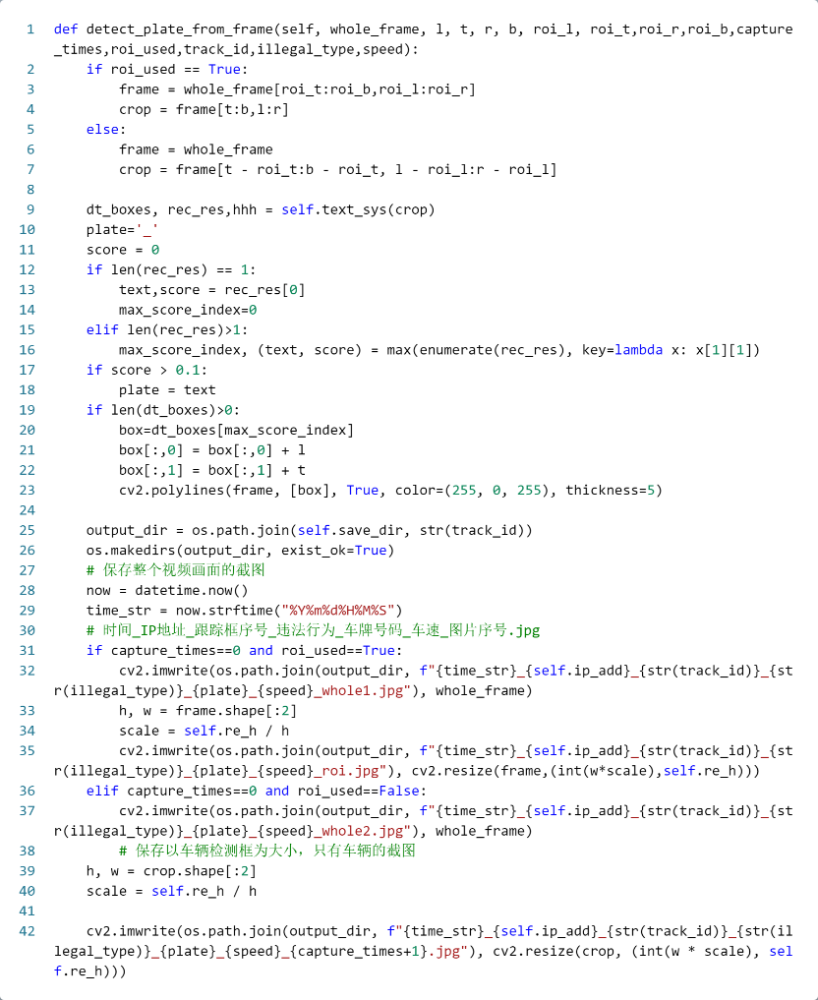 1 def detect_plate_from_frame(self, whole_frame, l, t, r, b, roi_l, roi_t,roi_r,roi_b,capture
_times,roi_used,track_id,illegal_type,speed):
2     if roi_used == True:
3         frame = whole_frame[roi_t:roi_b,roi_l:roi_r]
4         crop = frame[t:b,l:r]
5     else:
6         frame = whole_frame
7         crop = frame[t - roi_t:b - roi_t, l - roi_l:r - roi_l]
8
9     dt_boxes, rec_res,hhh = self.text_sys(crop)
10     plate='_'
11     score = 0
12     if len(rec_res) == 1:
13         text,score = rec_res[0]
14         max_score_index=0
15     elif len(rec_res)>1:
16         max_score_index, (text, score) = max(enumerate(rec_res), key=lambda x: x[1][1])
17     if score > 0.1:
18         plate = text
19     if len(dt_boxes)>0:
20         box=dt_boxes[max_score_index]
21         box[:,0] = box[:,0] + l
22         box[:,1] = box[:,1] + t
23         cv2.polylines(frame, [box], True, color=(255, 0, 255), thickness=5)
24
25     output_dir = os.path.join(self.save_dir, str(track_id))
26     os.makedirs(output_dir, exist_ok=True)
27     # 保存整个视频画面的截图
28     now = datetime.now()
29     time_str = now.strftime("%Y%m%d%H%M%S")
30     # 时间_IP地址_跟踪框序号_违法行为_车牌号码_车速_图片序号.jpg
31     if capture_times==0 and roi_used==True:
32         cv2.imwrite(os.path.join(output_dir, f"{time_str}_{self.ip_add}_{str(track_id)}_{st
r(illegal_type)}_{plate}_{speed}_whole1.jpg"), whole_frame)
33         h, w = frame.shape[:2]
34         scale = self.re_h / h
35         cv2.imwrite(os.path.join(output_dir, f"{time_str}_{self.ip_add}_{str(track_id)}_{st
r(illegal_type)}_{plate}_{speed}_roi.jpg"), cv2.resize(frame,(int(w*scale),self.re_h)))
36     elif capture_times==0 and roi_used==False:
37         cv2.imwrite(os.path.join(output_dir, f"{time_str}_{self.ip_add}_{str(track_id)}_{st
r(illegal_type)}_{plate}_{speed}_whole2.jpg"), whole_frame)
38         # 保存以车辆检测框为大小，只有车辆的截图
39     h, w = crop.shape[:2]
40     scale = self.re_h / h
41
42     cv2.imwrite(os.path.join(output_dir, f"{time_str}_{self.ip_add}_{str(track_id)}_{str(il
legal_type)}_{plate}_{speed}_{capture_times+1}.jpg"), cv2.resize(crop, (int(w * scale), sel
f.re_h)))